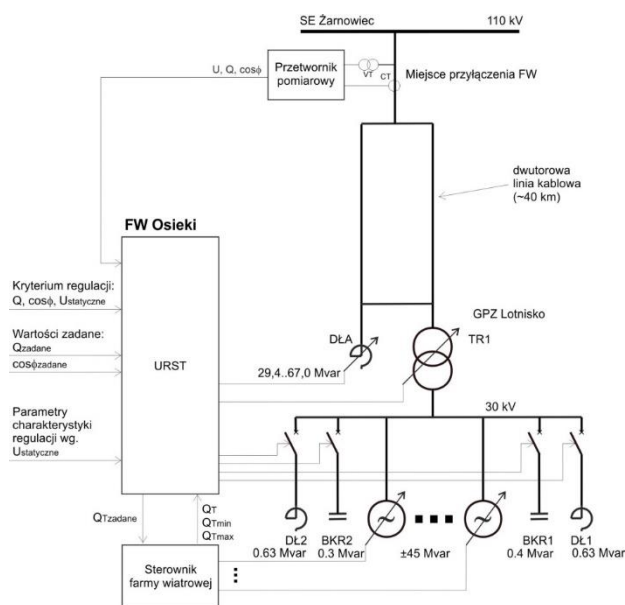 SE Żarnowiec
110 kV
U, Q, cosϕ
Przetwornik
pomiarowy
VT
CT
Miejsce przyłączenia FW
dwutorowa
linia kablowa
(~40 km)
FW Osieki
Kryterium regulacji:
Q, cosϕ, Ustatyczne
Wartości zadane:
Qzadane
cosϕzadane
URST
GPZ Lotnisko
DŁA
TR1
29,4..67,0 Mvar
30 kV
Parametry
charakterystyki
regulacji wg.
Ustatyczne
QTzadane
QT
QTmin
QTmax
DŁ2
0.63 Mvar
BKR2
0.3 Mvar
±45 Mvar
BKR1
0.4 Mvar
DŁ1
0.63 Mvar
Sterownik
farmy wiatrowej